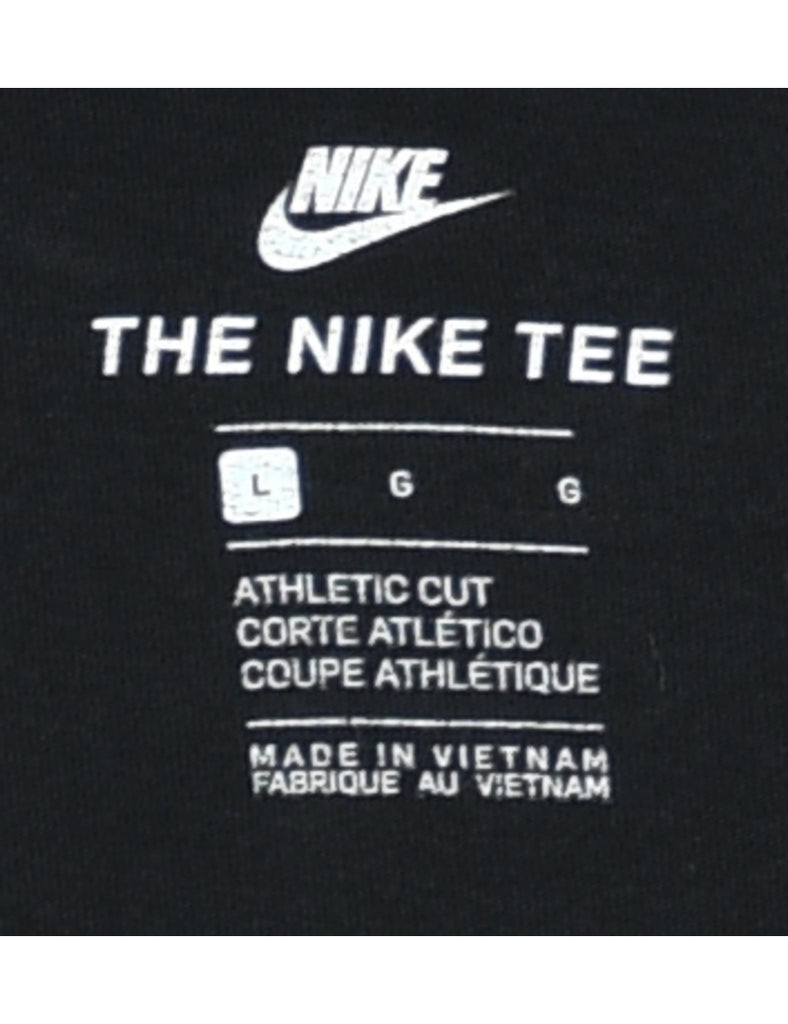 NIKE
THE NIKE TEE
L G G
ATHLETIC CUT
CORTE ATLÉTICO
COUPE ATHLÉTIQUE
MADE IN VIETNAM
FABRIQUE AU VIETNAM